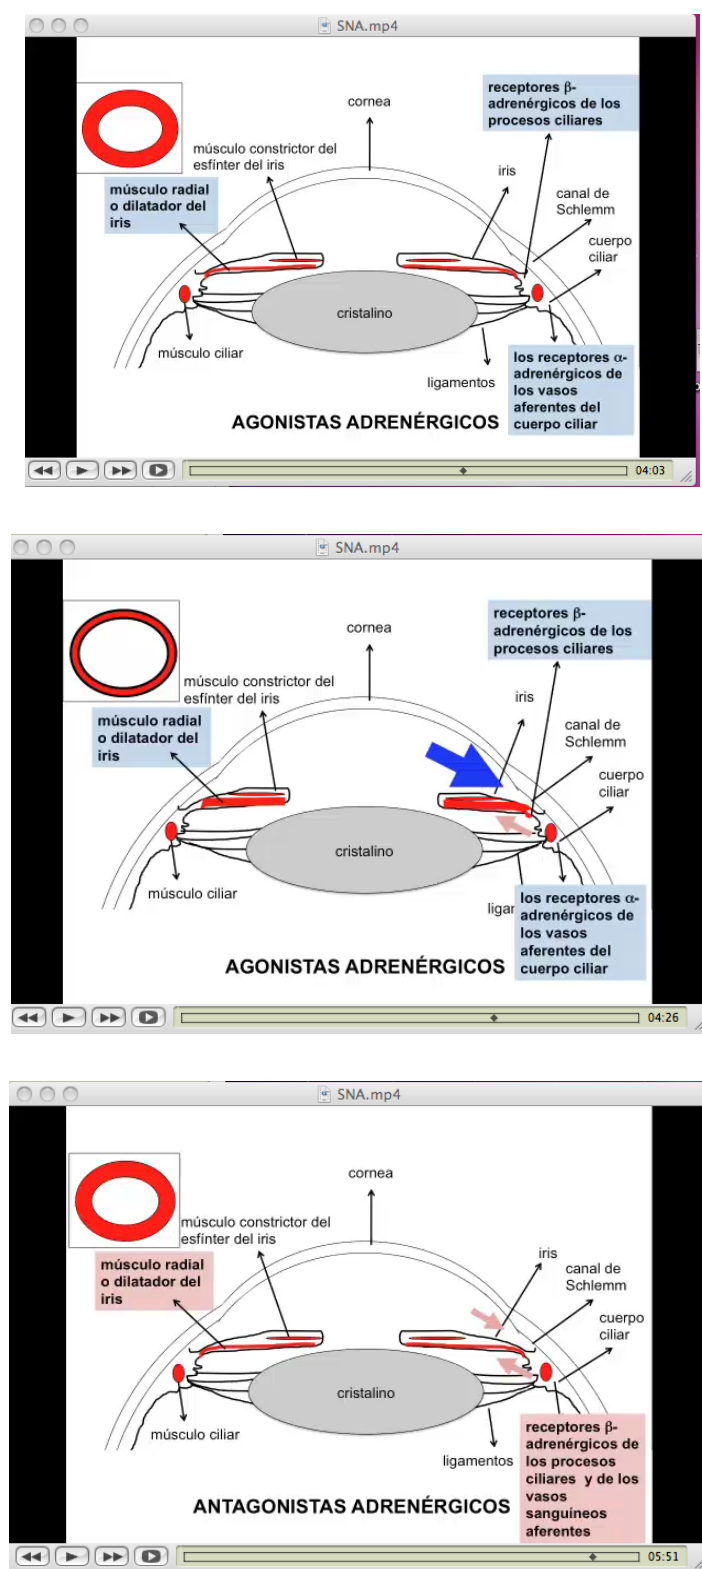 SNA.mp4
receptores β-
adrenérgicos de los
procesos ciliares
cornea
músculo constrictor del
esfínter del iris
iris
músculo radial
o dilatador del
iris
canal de
Schlemm
cuerpo
ciliar
cristalino
músculo ciliar
los receptores α-
adrenérgicos de
los vasos
aferentes del
cuerpo ciliar
ligamentos
AGONISTAS ADRENÉRGICOS
04:03
SNA.mp4
receptores β-
adrenérgicos de los
procesos ciliares
cornea
músculo constrictor del
esfínter del iris
iris
músculo radial
o dilatador del
iris
canal de
Schlemm
cuerpo
ciliar
cristalino
músculo ciliar
ligar
los receptores α-
adrenérgicos de
los vasos
aferentes del
cuerpo ciliar
AGONISTAS ADRENÉRGICOS
04:26
SNA.mp4
cornea
músculo constrictor del
esfínter del iris
iris
músculo radial
o dilatador del
iris
canal de
Schlemm
cuerpo
ciliar
cristalino
músculo ciliar
ligamentos
receptores β-
adrenérgicos de
los procesos
ciliares y de los
vasos
sanguíneos
aferentes
ANTAGONISTAS ADRENÉRGICOS
05:51